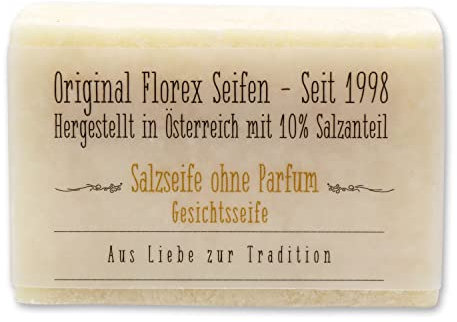 Original Florex Seifen - Seit 1998
Hergestellt in Österreich mit 10% Salzanteil
Salzseife ohne Parfum
Gesichtsseife
Aus Liebe zur Tradition